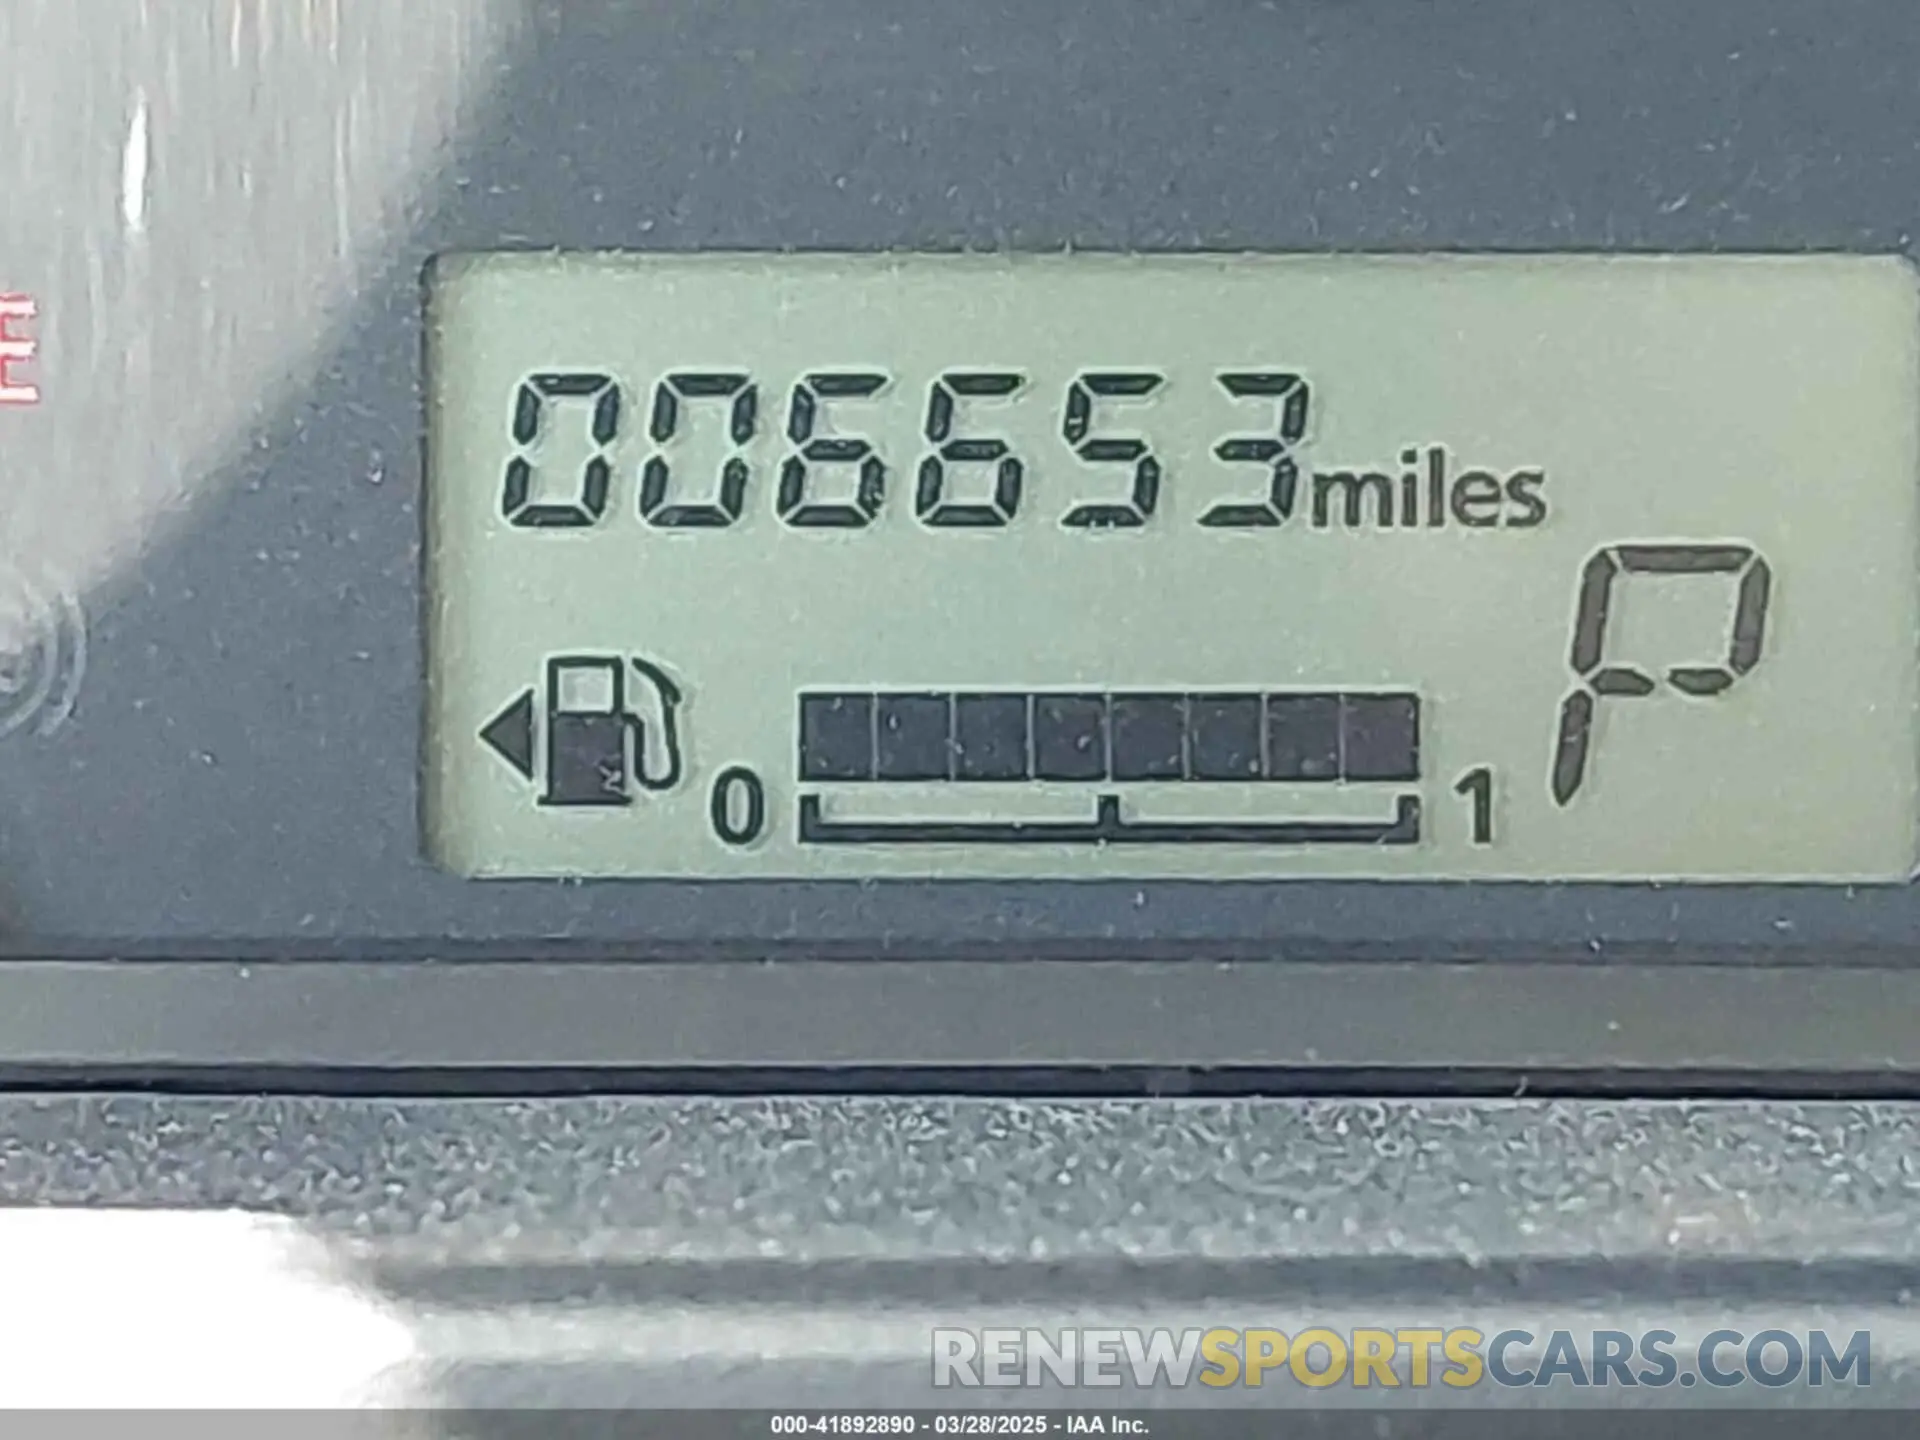 E
006653miles
P
0 1
RENEWSPORTSCARS.COM
000-41892890 - 03/28/2025 - IAA Inc.